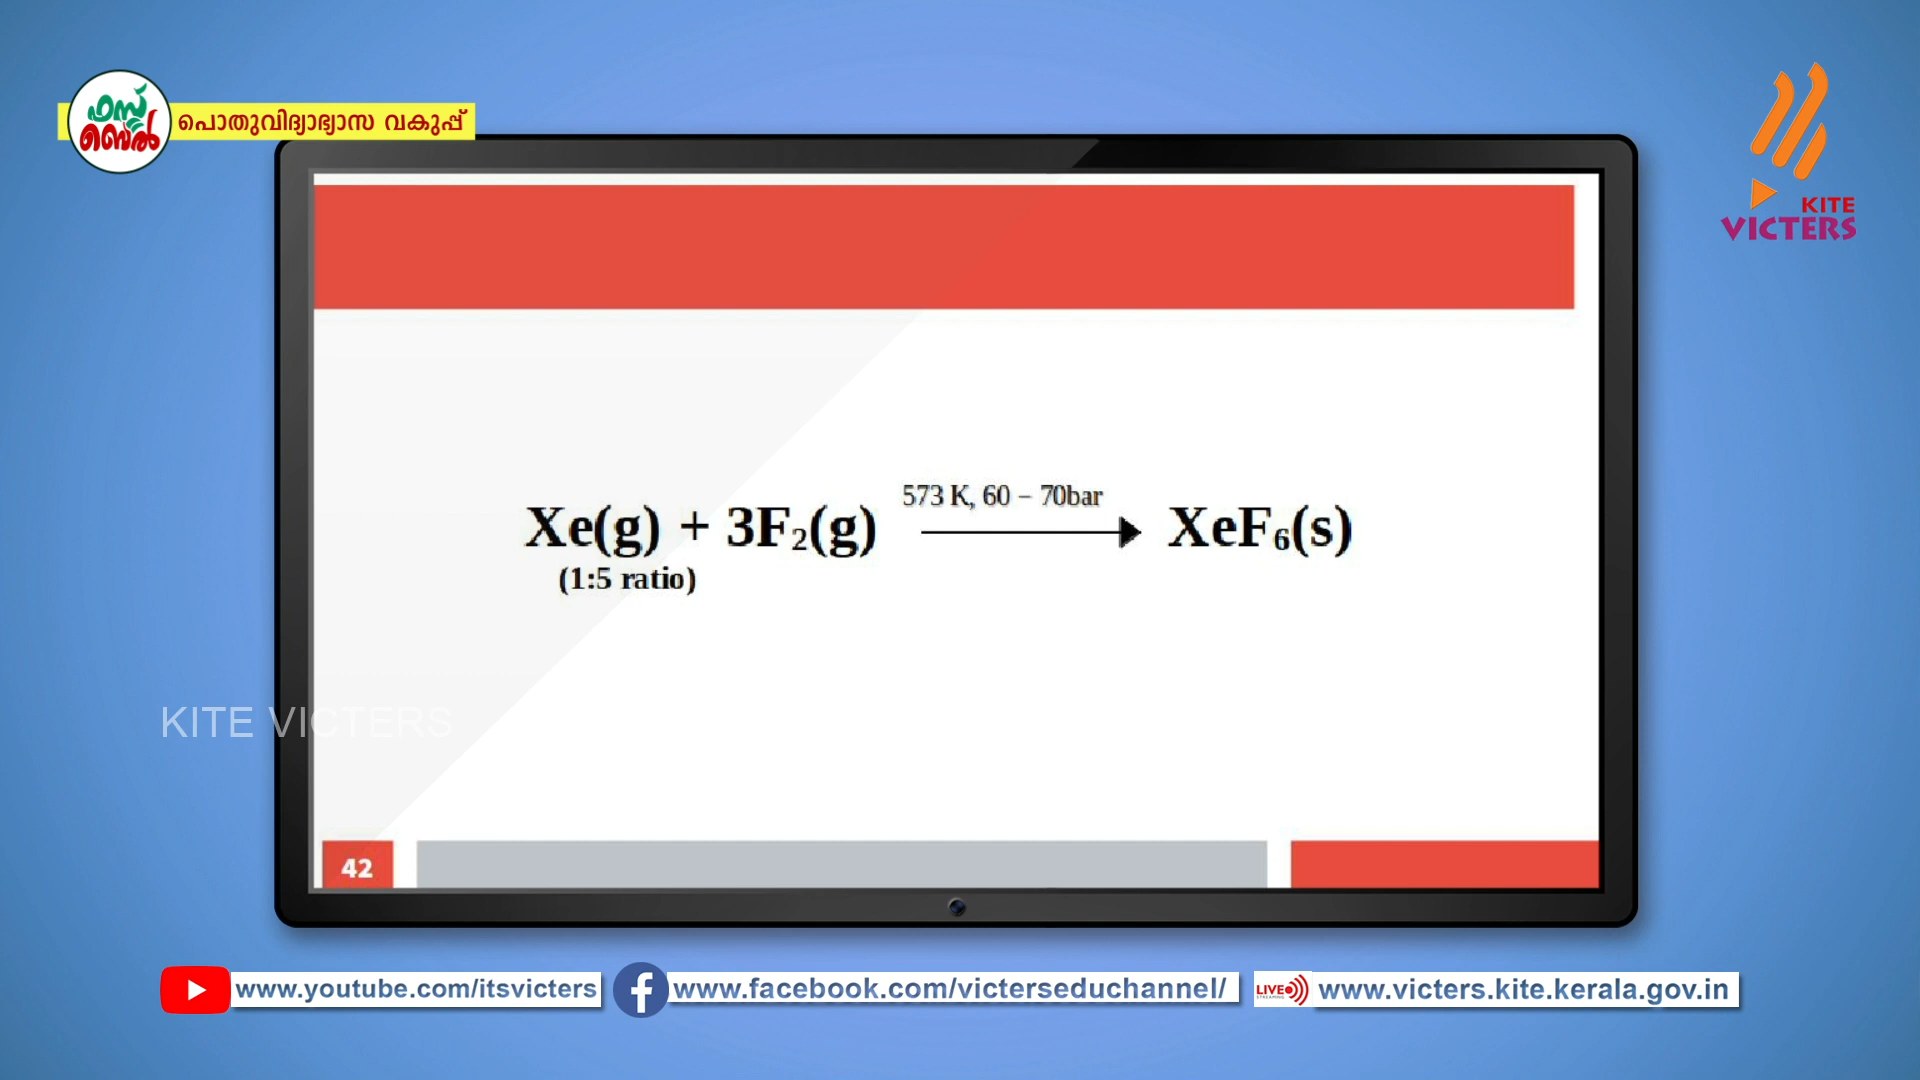 ഫസ്റ്റ്
ബെൽ
പൊതുവിദ്യാഭ്യാസ വകുപ്പ്
KITE
VICTERS
573 K, 60 – 70bar
Xe(g) + 3F₂(g) ⟶ XeF₆(s)
(1:5 ratio)
KITE VICTERS
42
www.youtube.com/itsvicters
www.facebook.com/victerseduchannel/
LIVE
STREAMING
www.victers.kite.kerala.gov.in